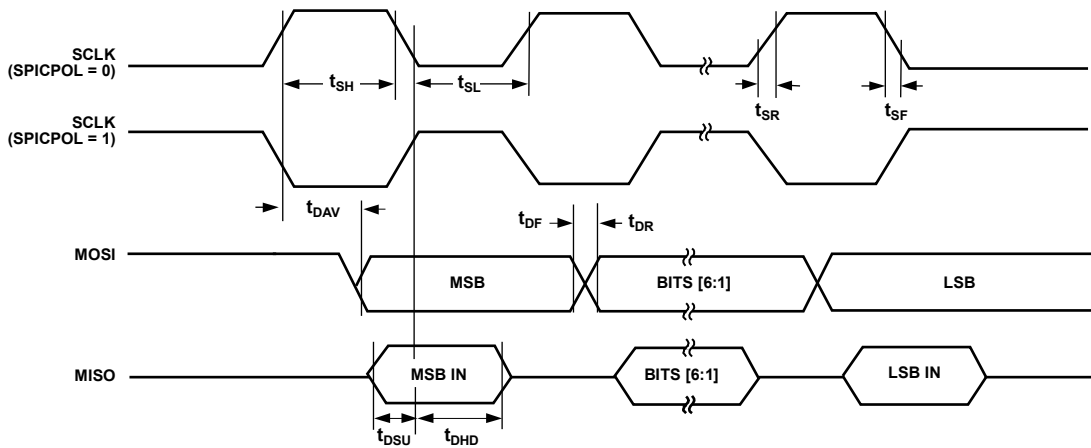 SCLK
(SPICPOL = 0)
tSH
tSL
tSR
tSF
SCLK
(SPICPOL = 1)
tDAV
tDF
tDR
MOSI
MSB
BITS [6:1]
LSB
MISO
MSB IN
BITS [6:1]
LSB IN
tDSU
tDHD